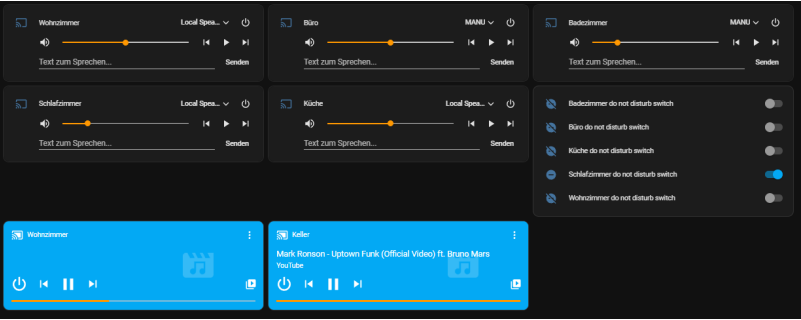 Wohnzimmer
Local Spea...
Text zum Sprechen...
Senden
Büro
MANU
Text zum Sprechen...
Senden
Badezimmer
MANU
Text zum Sprechen...
Senden
Schlafzimmer
Local Spea...
Text zum Sprechen...
Senden
Küche
Local Spea...
Text zum Sprechen...
Senden
Badezimmer do not disturb switch
Büro do not disturb switch
Küche do not disturb switch
Schlafzimmer do not disturb switch
Wohnzimmer do not disturb switch
Wohnzimmer
Keller
Mark Ronson - Uptown Funk (Official Video) ft. Bruno Mars
YouTube